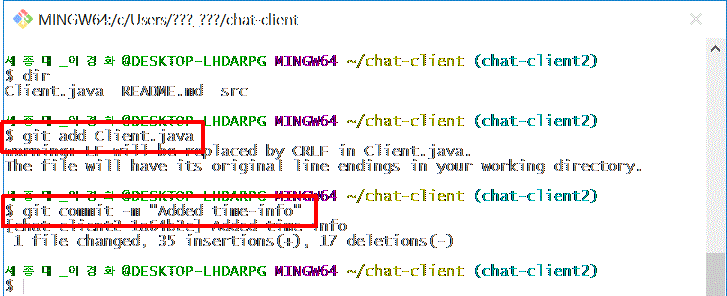 MINGW64:/c/Users/???_???/chat-client
세 종 대 _이 경 화 @DESKTOP-LHDARPG MINGW64 ~/chat-client (chat-client2)
$ dir
Client.java README.md src
세 종 대 _이 경 화 @DESKTOP-LHDARPG MINGW64 ~/chat-client (chat-client2)
$ git add Client.java
warning: LF will be replaced by CRLF in Client.java.
The file will have its original line endings in your working directory.
세 종 대 _이 경 화 @DESKTOP-LHDARPG MINGW64 ~/chat-client (chat-client2)
$ git commit -m "Added time-info"
[chat-client2 Added time-info
1 file changed, 35 insertions(+), 17 deletions(-)
세 종 대 _이 경 화 @DESKTOP-LHDARPG MINGW64 ~/chat-client (chat-client2)
$